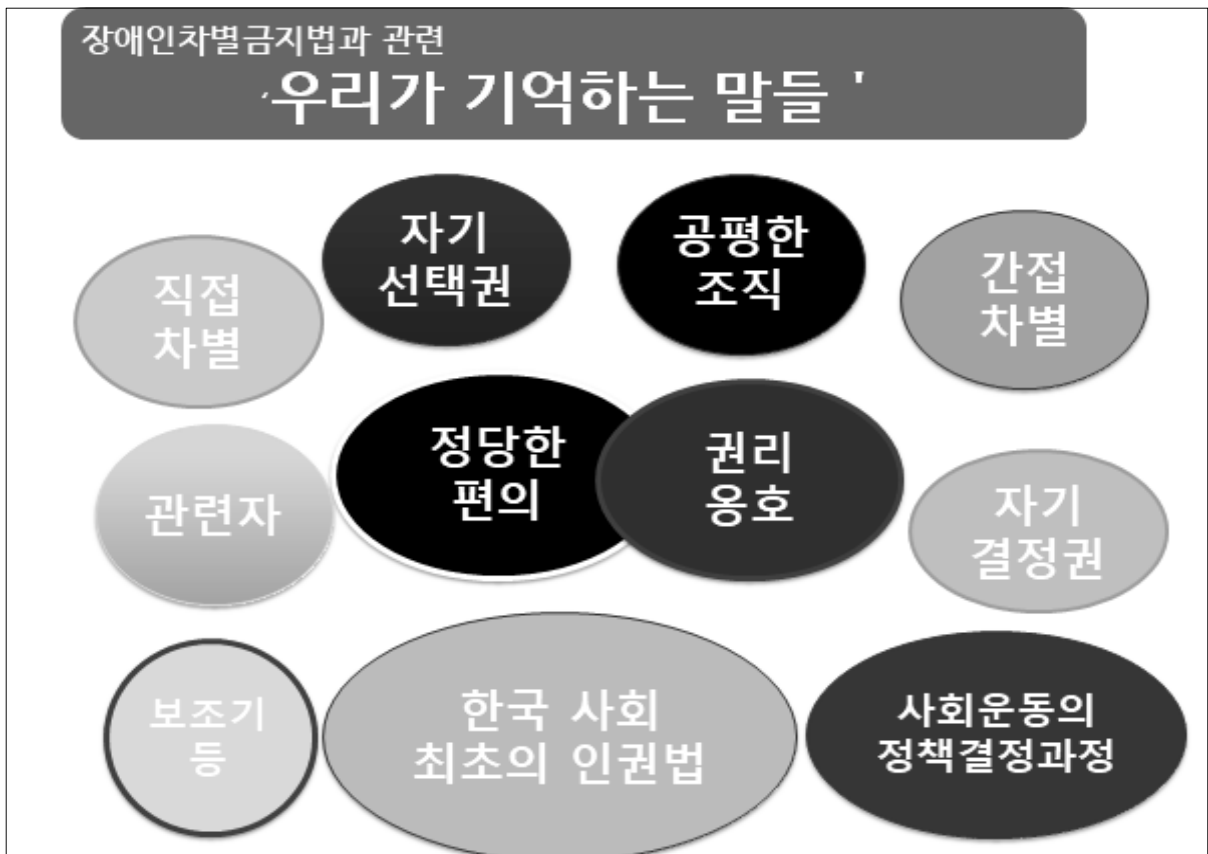 장애인차별금지법과 관련
'우리가 기억하는 말들 '
자기
선택권
공평한
조직
직접
차별
간접
차별
정당한
편의
권리
옹호
관련자
자기
결정권
보조기
등
한국 사회
최초의 인권법
사회운동의
정책결정과정